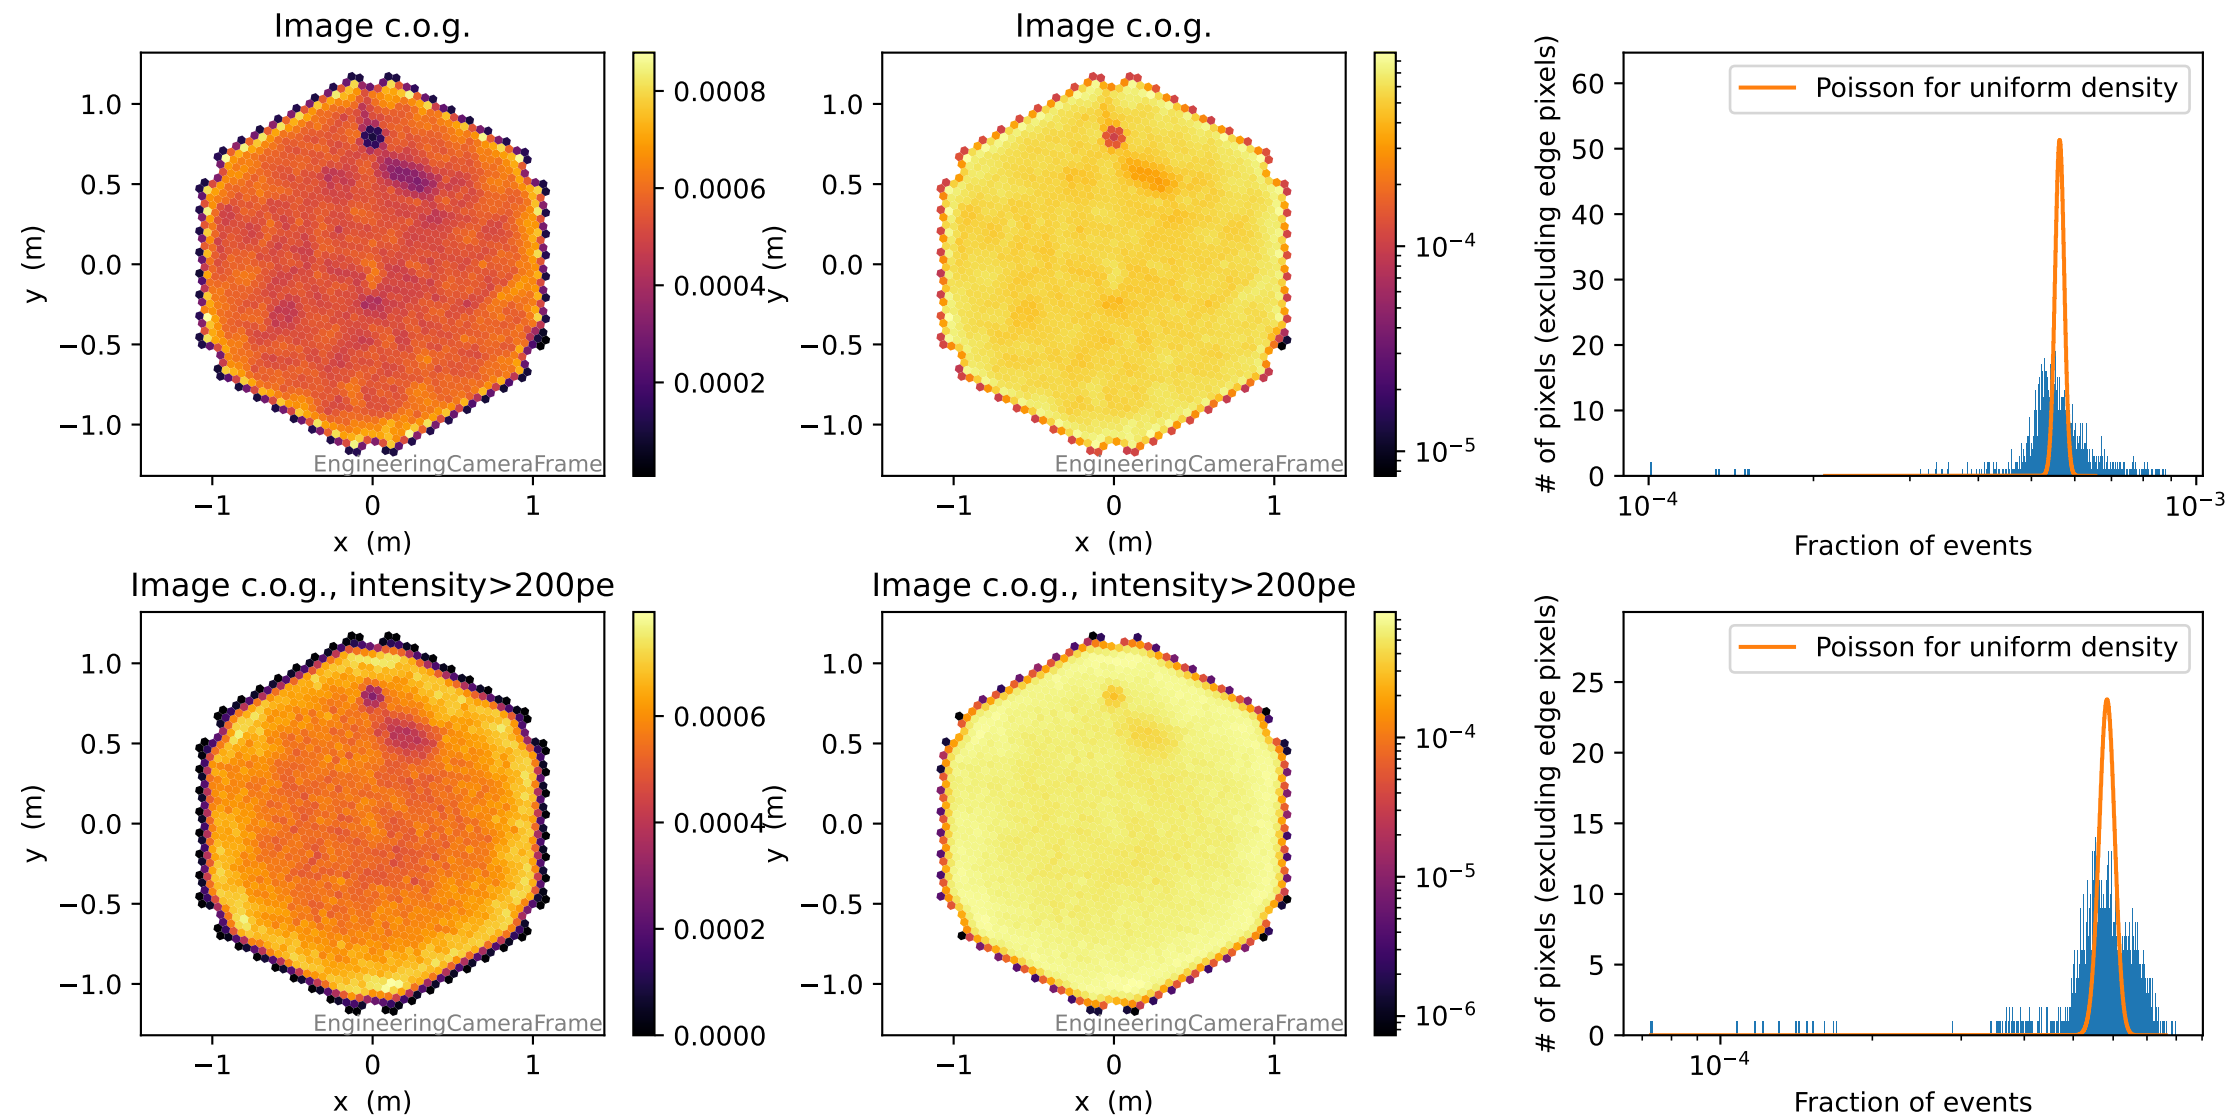 Image c.o.g.
1.0
0.5
0.0
−0.5
−1.0
y (m)
−1 0 1
x (m)
EngineeringCameraFrame
0.0008
0.0006
0.0004
0.0002
Image c.o.g.
1.0
0.5
0.0
−0.5
−1.0
y (m)
−1 0 1
x (m)
EngineeringCameraFrame
10⁻⁴
10⁻⁵
# of pixels (excluding edge pixels)
60
50
40
30
20
10
0
Poisson for uniform density
10⁻⁴ 10⁻³
Fraction of events
Image c.o.g., intensity>200pe
1.0
0.5
0.0
−0.5
−1.0
y (m)
−1 0 1
x (m)
EngineeringCameraFrame
0.0006
0.0004
0.0002
0.0000
Image c.o.g., intensity>200pe
1.0
0.5
0.0
−0.5
−1.0
y (m)
−1 0 1
x (m)
EngineeringCameraFrame
10⁻⁴
10⁻⁵
10⁻⁶
# of pixels (excluding edge pixels)
25
20
15
10
5
0
Poisson for uniform density
10⁻⁴
Fraction of events